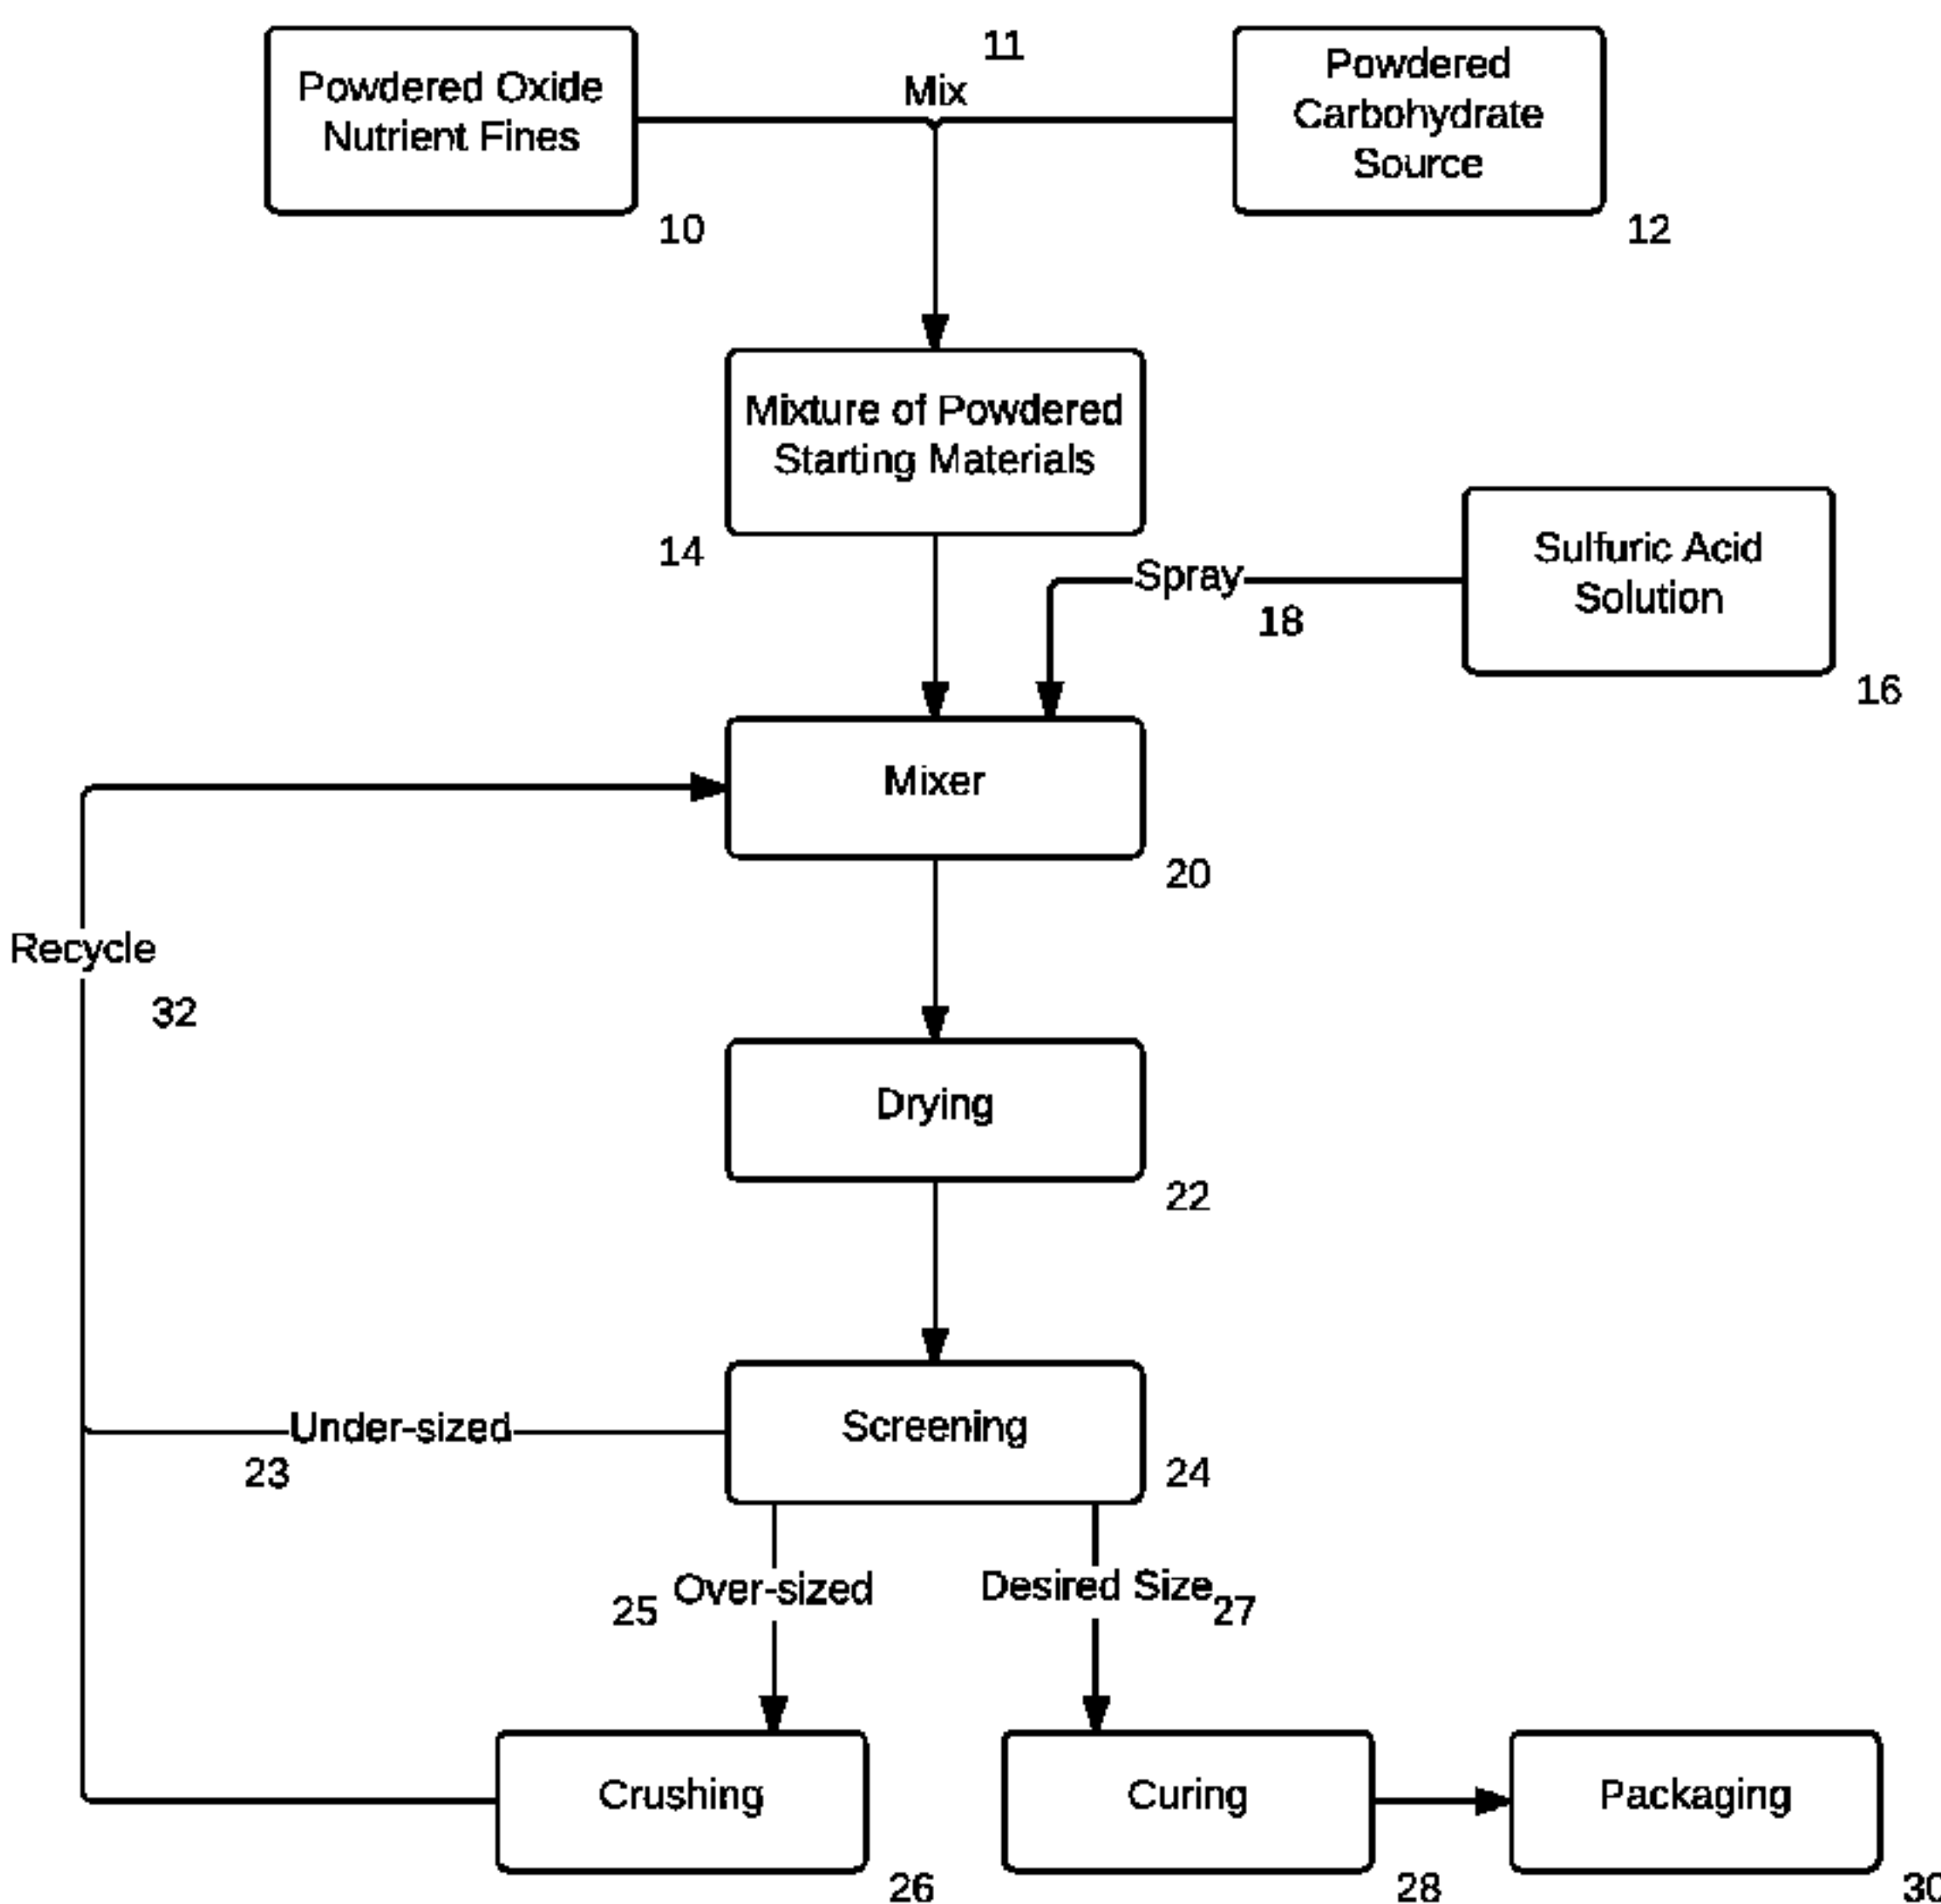 11
Mix
Powdered Oxide
Nutrient Fines
10
Powdered
Carbohydrate
Source
12
Mixture of Powdered
Starting Materials
14
Spray
18
Sulfuric Acid
Solution
16
Mixer
20
Recycle
32
Drying
22
Screening
24
Under-sized
23
25
Over-sized
Desired Size
27
Crushing
26
Curing
28
Packaging
30